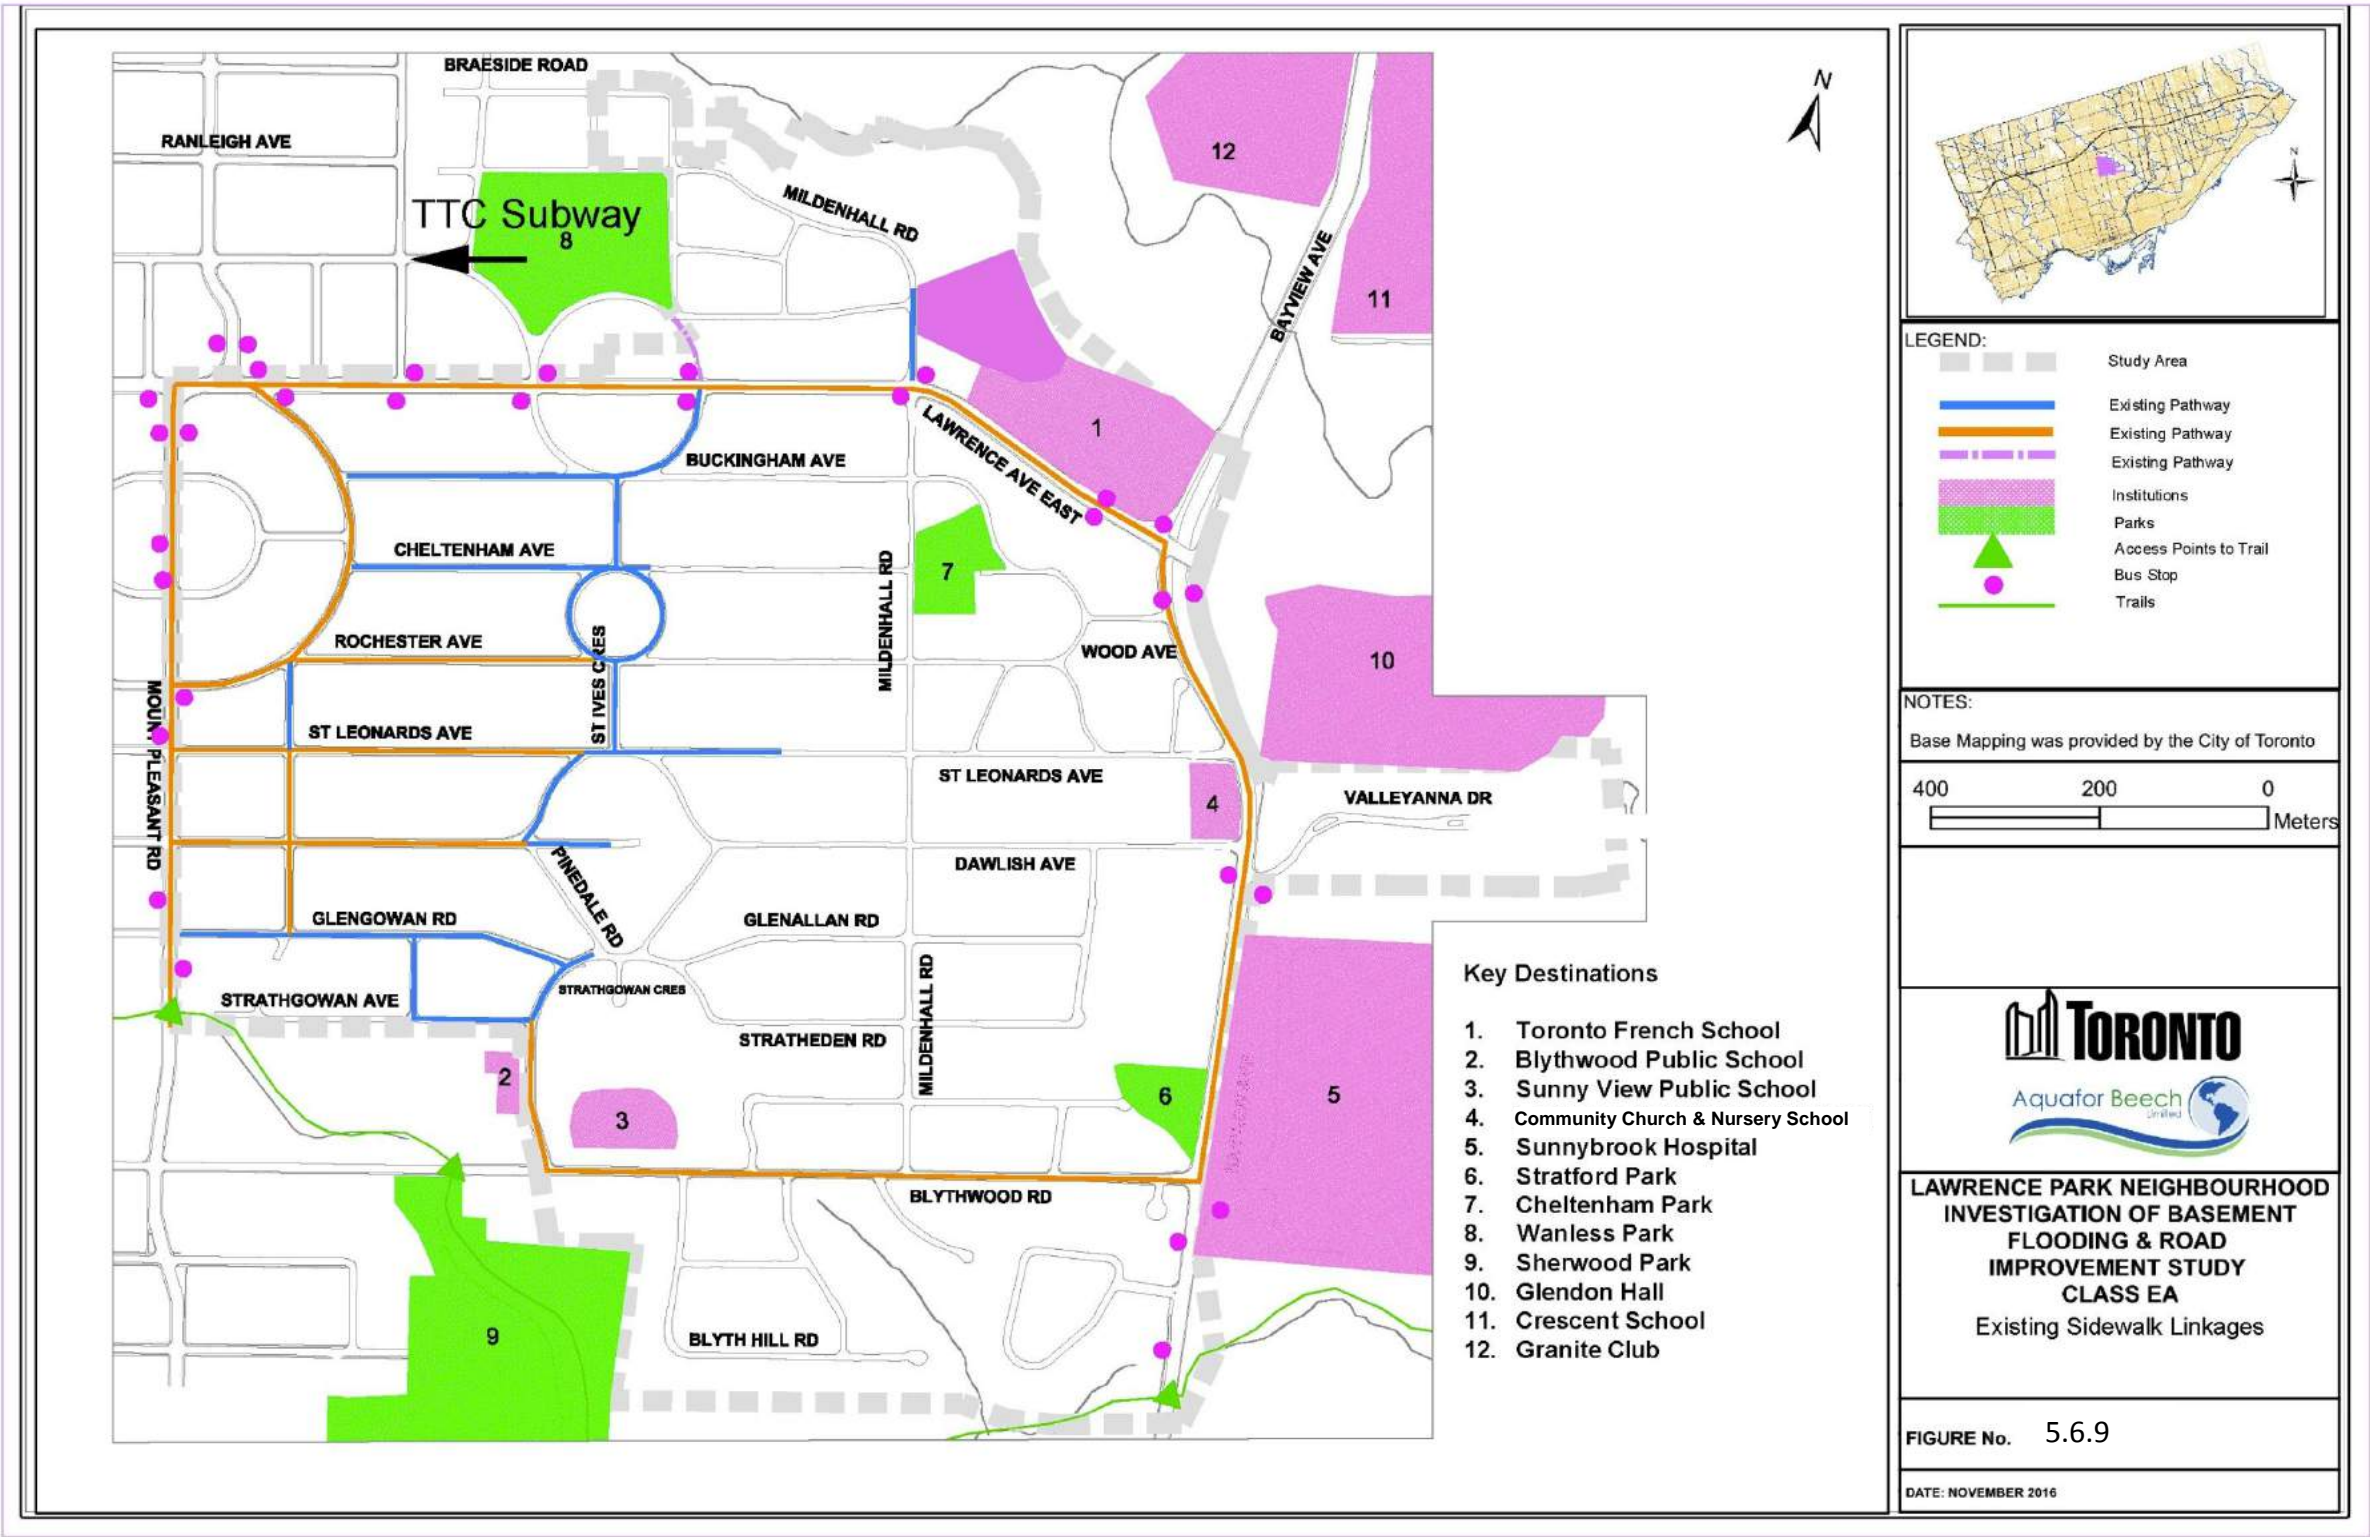 BRAESIDE ROAD
RANLEIGH AVE
TTC Subway
8
MILDENHALL RD
12
11
BAYVIEW AVE
N
1
LAWRENCE AVE EAST
BUCKINGHAM AVE
CHELTENHAM AVE
7
MILDENHALL RD
ROCHESTER AVE
ST IVES CRES
WOOD AVE
10
MOUNT PLEASANT RD
ST LEONARDS AVE
ST LEONARDS AVE
4
VALLEYANNA DR
PINEDALE RD
DAWLISH AVE
GLENGOWAN RD
GLENALLAN RD
STRATHGOWAN AVE
STRATHGOWAN CRES
MILDENHALL RD
STRATHEDEN RD
2
3
6
5
BLYTHWOOD RD
9
BLYTH HILL RD
Key Destinations
1. Toronto French School
2. Blythwood Public School
3. Sunny View Public School
4. Community Church & Nursery School
5. Sunnybrook Hospital
6. Stratford Park
7. Cheltenham Park
8. Wanless Park
9. Sherwood Park
10. Glendon Hall
11. Crescent School
12. Granite Club
N
LEGEND:
Study Area
Existing Pathway
Existing Pathway
Existing Pathway
Institutions
Parks
Access Points to Trail
Bus Stop
Trails
NOTES:
Base Mapping was provided by the City of Toronto
400 200 0
Meters
TORONTO
Aquafor Beech
Limited
LAWRENCE PARK NEIGHBOURHOOD
INVESTIGATION OF BASEMENT
FLOODING & ROAD
IMPROVEMENT STUDY
CLASS EA
Existing Sidewalk Linkages
FIGURE No. 5.6.9
DATE: NOVEMBER 2016